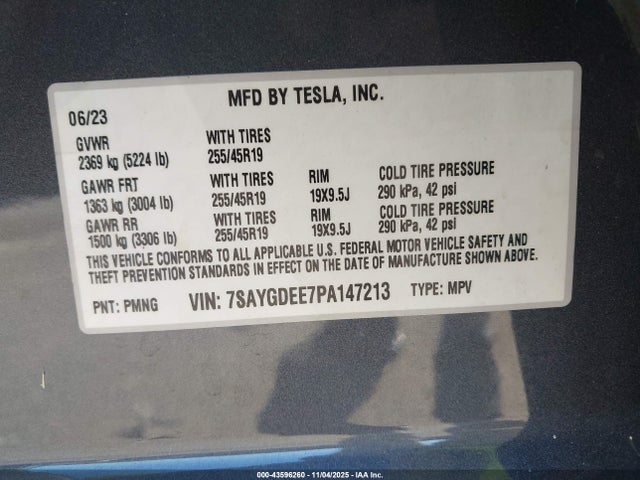 MFD BY TESLA, INC.
06/23
GVWR WITH TIRES
2369 kg (5224 lb) 255/45R19
GAWR FRT WITH TIRES RIM COLD TIRE PRESSURE
1363 kg (3004 lb) 255/45R19 19X9.5J 290 kPa, 42 psi
GAWR RR WITH TIRES RIM COLD TIRE PRESSURE
1500 kg (3306 lb) 255/45R19 19X9.5J 290 kPa, 42 psi
THIS VEHICLE CONFORMS TO ALL APPLICABLE U.S. FEDERAL MOTOR VEHICLE SAFETY AND
THEFT PREVENTION STANDARDS IN EFFECT ON THE DATE OF MANUFACTURE SHOWN ABOVE.
PNT: PMNG VIN: 7SAYGDEE7PA147213 TYPE: MPV
000-43596260 - 11/04/2025 - IAA Inc.